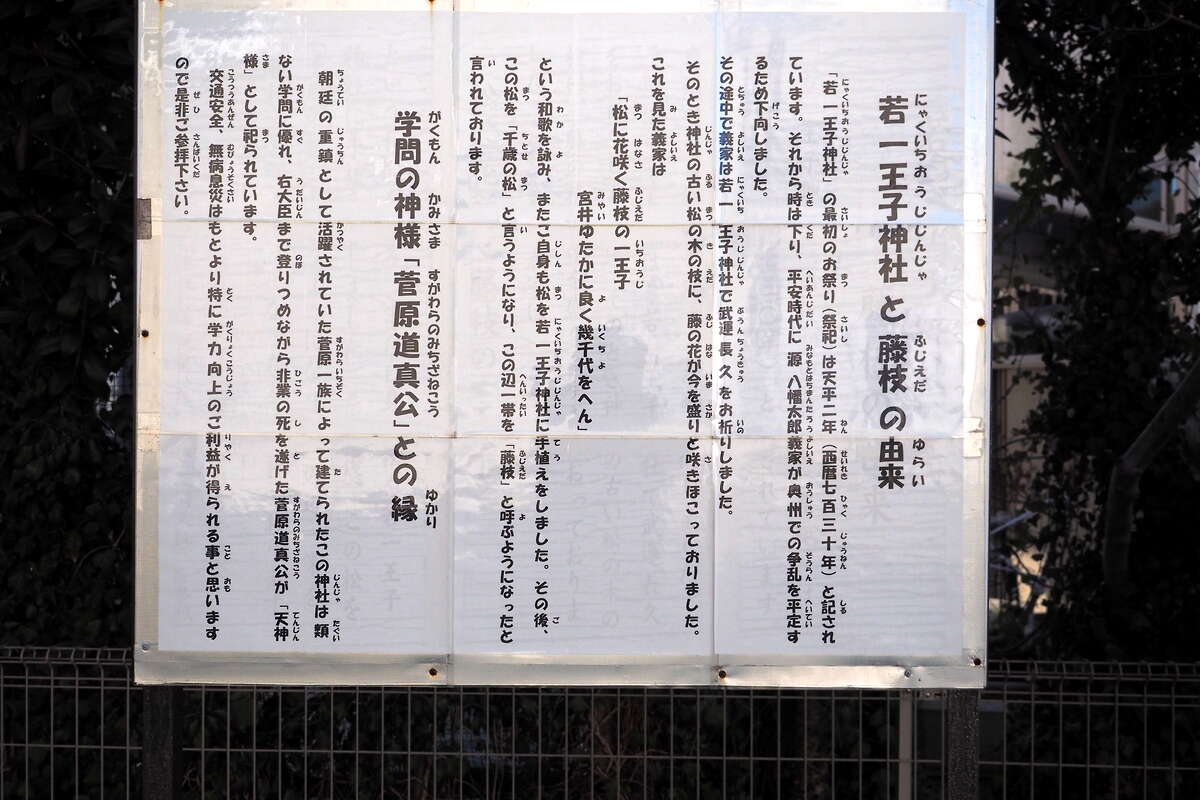 若一王子神社と藤枝の由来
「若一王子神社」の最初のお祭り（祭祀）は天平二年（西暦七百三十年）と記され
ています。それから時は下り、平安時代に源八幡太郎義家が奥州での争乱を平定す
るため下向しました。
その途中で義家は若一王子神社で武運長久をお祈りしました。
そのとき神社の古い松の木の枝に、藤の花が今を盛りと咲きほこっておりました。
これを見た義家は
「松に花咲く藤枝の一王子
宮井ゆたかに良く幾千代をへん」
という和歌を詠み、またご自身も松を若一王子神社に手植えをしました。その後、
この松を「千歳の松」と言うようになり、この辺一帯を「藤枝」と呼ぶようになったと
言われております。
学問の神様「菅原道真公」との縁
朝廷の重鎮として活躍されていた菅原一族によって建てられたこの神社は類
ない学問に優れ、右大臣まで登りつめながら非業の死を遂げた菅原道真公が「天神
様」として祀られています。
交通安全、無病息災はもとより特に学力向上のご利益が得られる事と思います
ので是非ご参拝下さい。